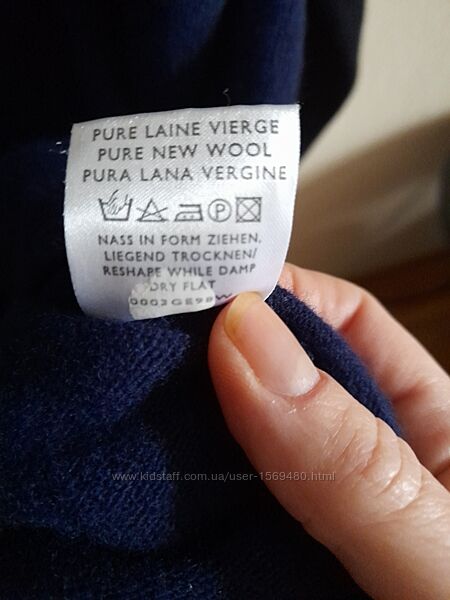 PURE LAINE VIERGE
PURE NEW WOOL
PURA LANA VERGINE
NASS IN FORM ZIEHEN.
LIEGEND TROCKNEN/
RESHAPE WHILE DAMP
DRY FLAT
www.kidstaff.com.ua/user-1569480.html